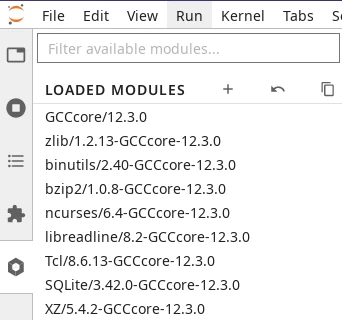 File Edit View Run Kernel Tabs S
Filter available modules...
LOADED MODULES
GCCcore/12.3.0
zlib/1.2.13-GCCcore-12.3.0
binutils/2.40-GCCcore-12.3.0
bzip2/1.0.8-GCCcore-12.3.0
ncurses/6.4-GCCcore-12.3.0
libreadline/8.2-GCCcore-12.3.0
Tcl/8.6.13-GCCcore-12.3.0
SQLite/3.42.0-GCCcore-12.3.0
XZ/5.4.2-GCCcore-12.3.0